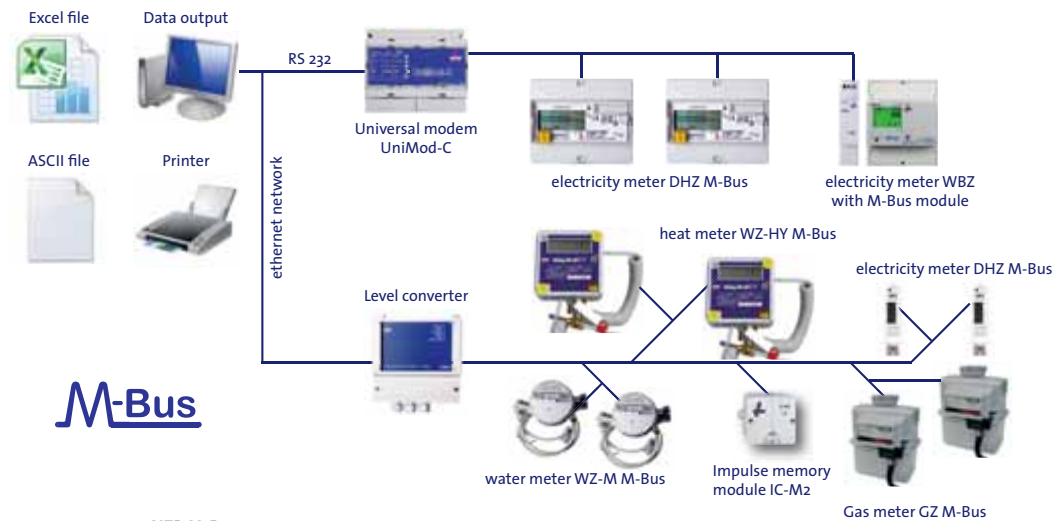 Excel file
Data output
RS 232
Universal modem
UniMod-C
electricity meter DHZ M-Bus
electricity meter WBZ
with M-Bus module
ASCII file
Printer
ethernet network
heat meter WZ-HY M-Bus
electricity meter DHZ M-Bus
Level converter
M-Bus
water meter WZ-M M-Bus
Impulse memory
module IC-M2
Gas meter GZ M-Bus